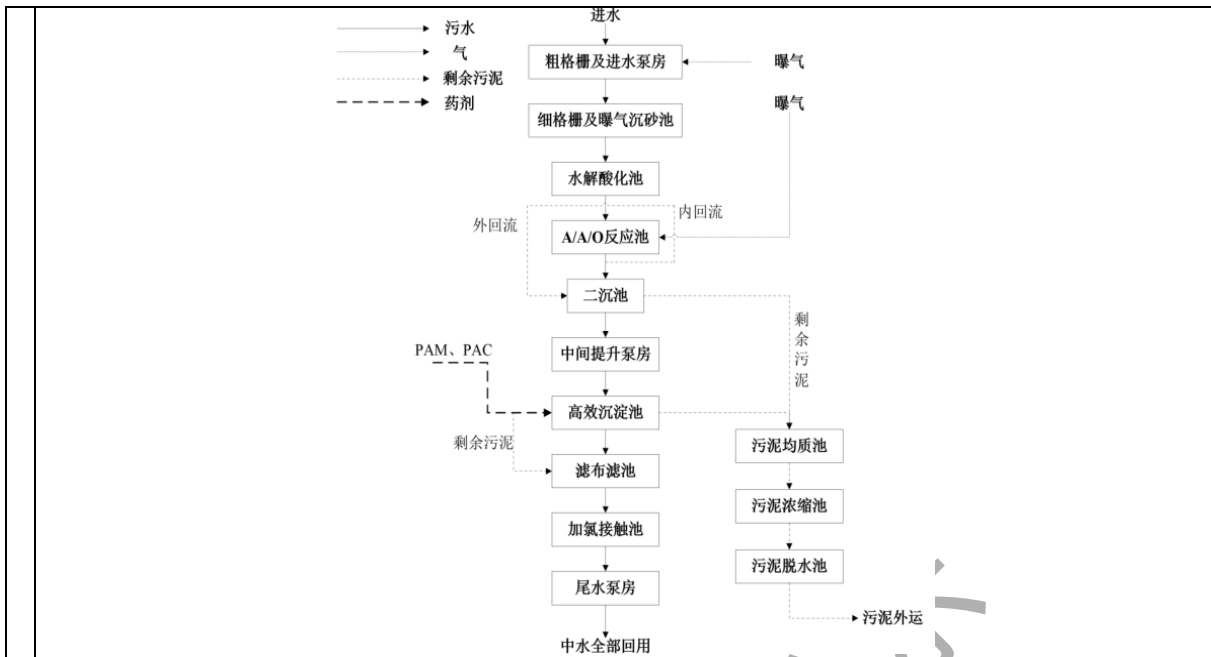 污水
气
剩余污泥
药剂
进水
粗格栅及进水泵房
曝气
细格栅及曝气沉砂池
曝气
水解酸化池
外回流
内回流
A/A/O反应池
二沉池
剩余污泥
中间提升泵房
PAM、PAC
高效沉淀池
剩余污泥
滤布滤池
加氯接触池
尾水泵房
中水全部回用
污泥均质池
污泥浓缩池
污泥脱水池
污泥外运